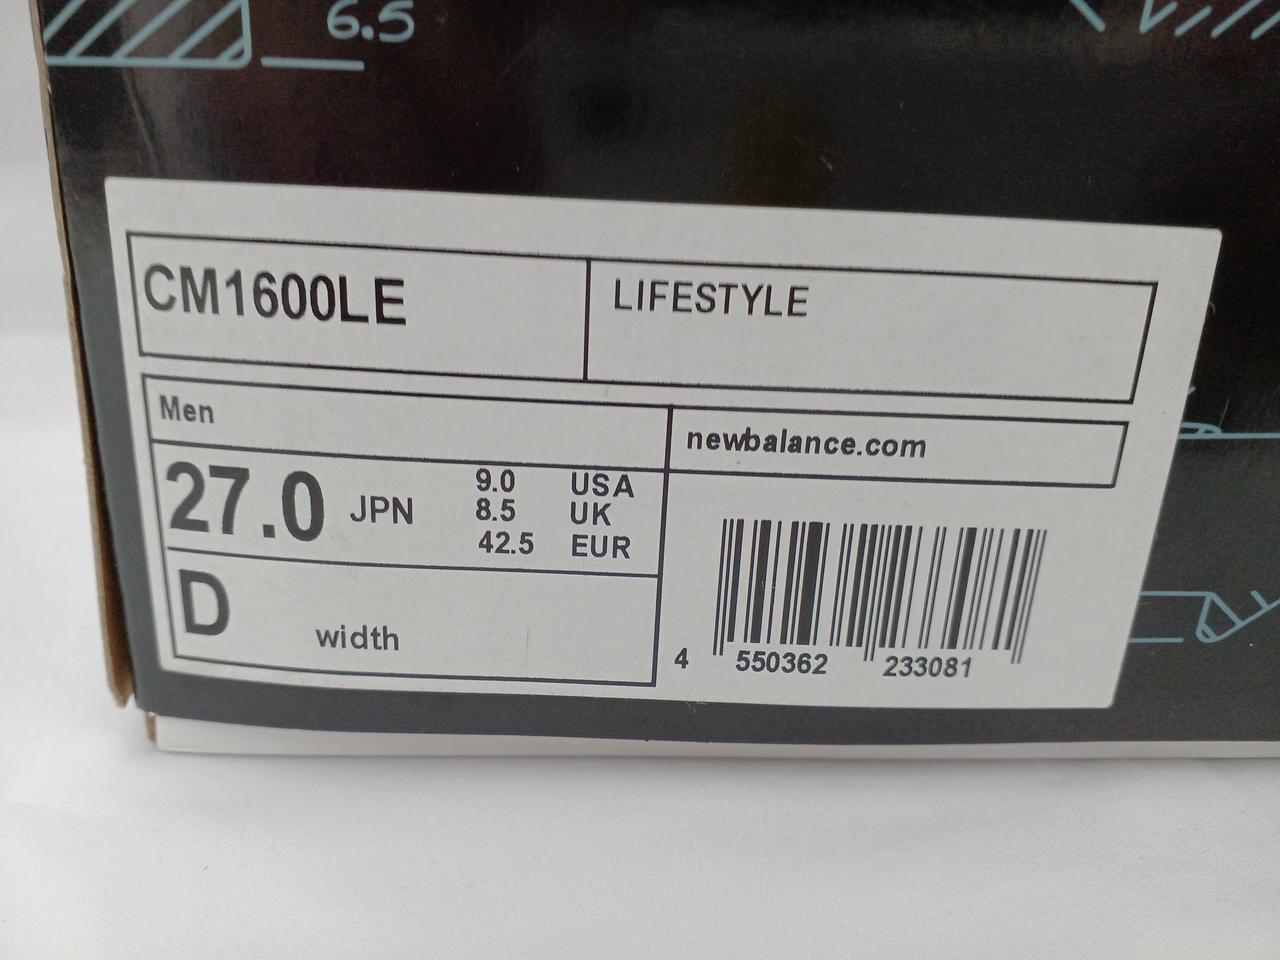 6.5
CM1600LE
LIFESTYLE
Men
newbalance.com
27.0 JPN
9.0 USA
8.5 UK
42.5 EUR
D width
4 550362 233081